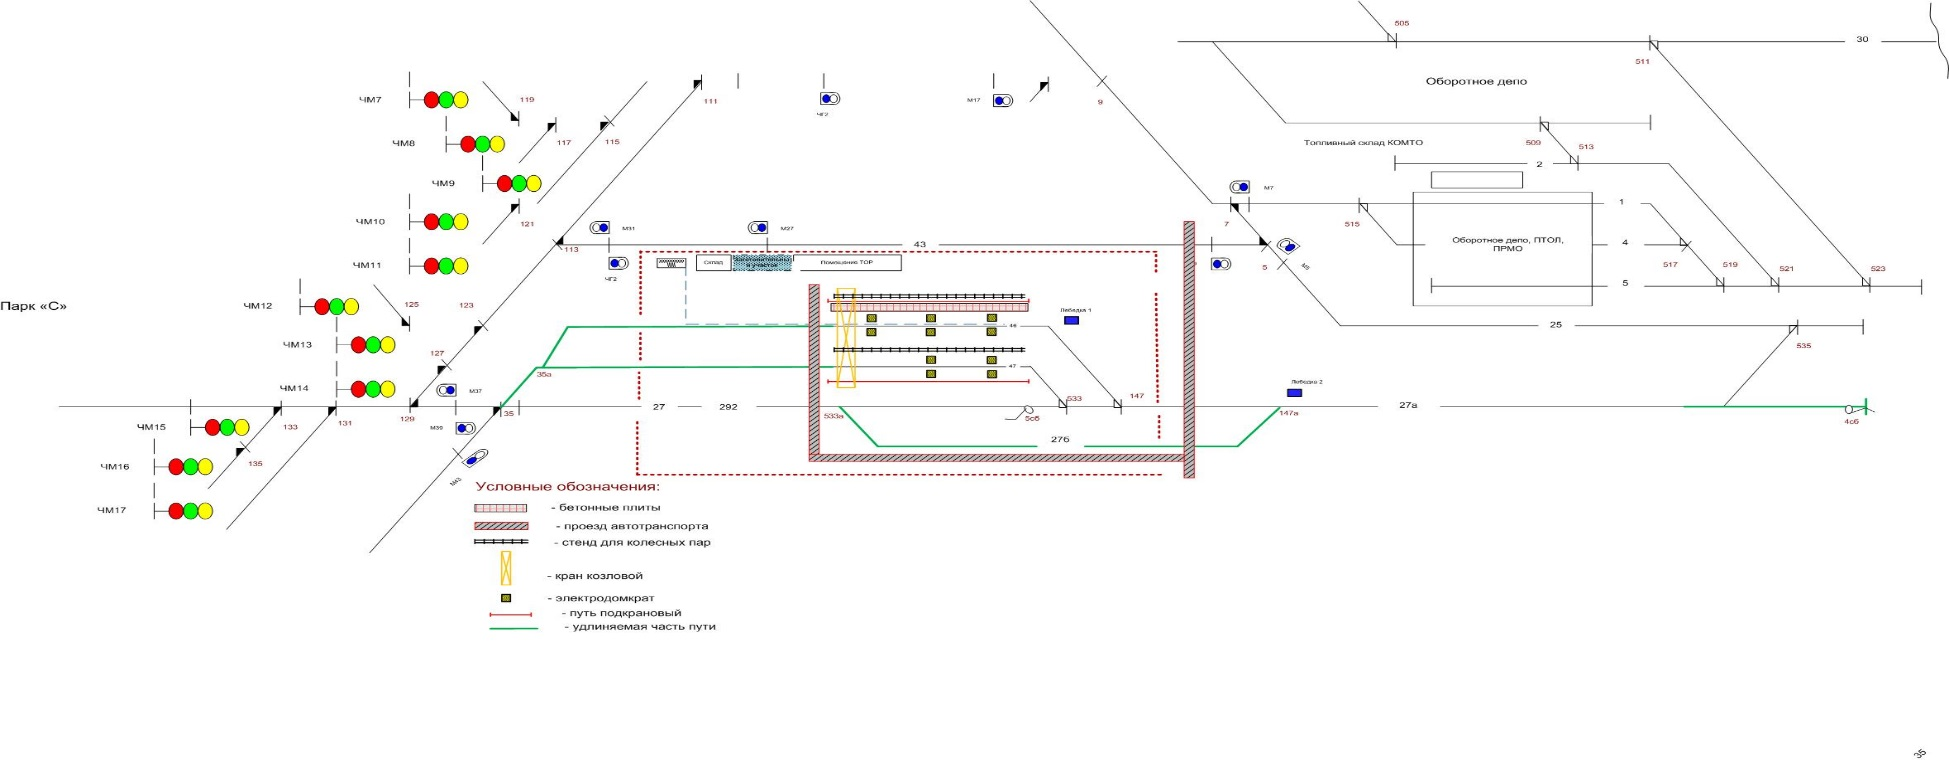 505
30
511
Оборотное депо
ЧМ7
119
111
ЧГ2
М17
9
ЧМ8
117
115
509
513
Топливный склад КОМТО
2
ЧМ9
М7
1
ЧМ10
121
М31
М27
7
515
113
43
Оборотное депо, ПТОЛ,
ПРМО
4
ЧМ11
ЧГ2
Склад
Помещение ТОР
5
М5
517
519
521
523
5
Парк «С»
ЧМ12
125
123
Лебедка 1
48
25
ЧМ13
127
535
35а
47
ЧМ14
М37
Лебедка 2
129
35
27
292
533а
5сб
533
147
147а
27а
4сб
ЧМ15
133
131
М39
27б
ЧМ16
135
М43
ЧМ17
Условные обозначения:
- бетонные плиты
- проезд автотранспорта
- стенд для колесных пар
- кран козловой
- электродомкрат
- путь подкрановый
- удлиняемая часть пути
35